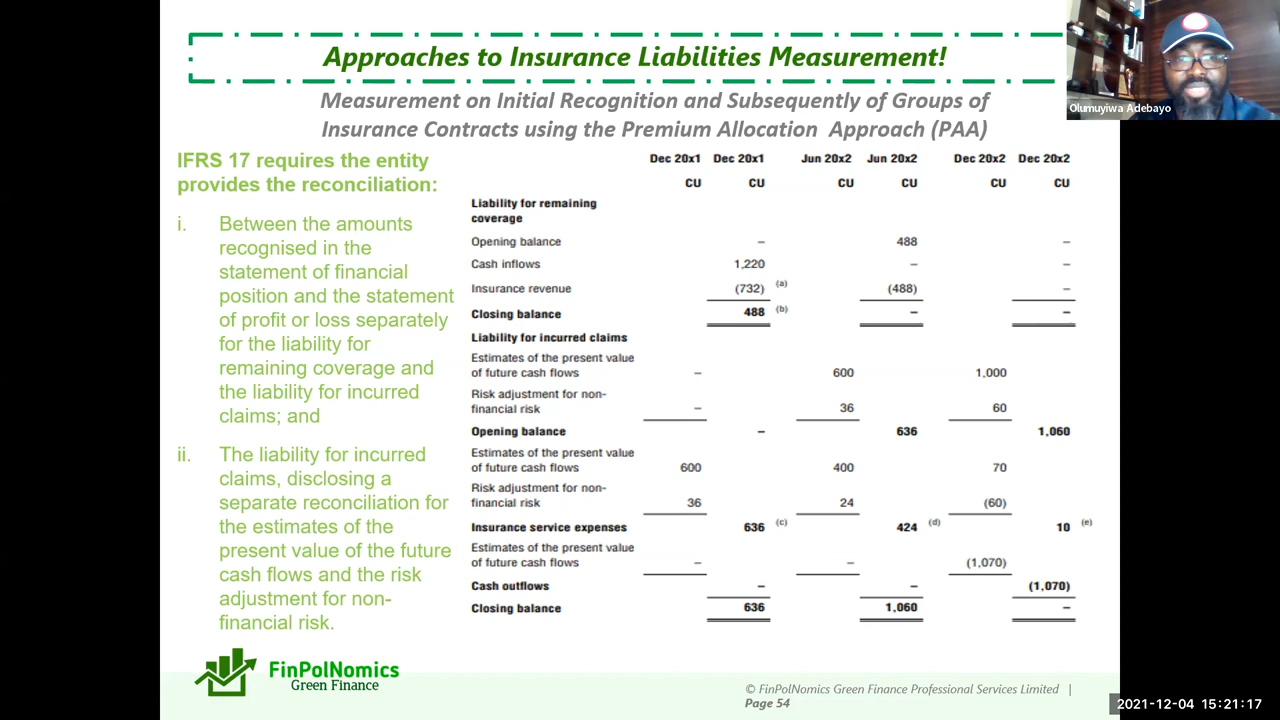 Approaches to Insurance Liabilities Measurement!
Olumuyiwa Adebayo
Measurement on Initial Recognition and Subsequently of Groups of
Insurance Contracts using the Premium Allocation Approach (PAA)
IFRS 17 requires the entity
provides the reconciliation:
i. Between the amounts
recognised in the
statement of financial
position and the statement
of profit or loss separately
for the liability for
remaining coverage and
the liability for incurred
claims; and
ii. The liability for incurred
claims, disclosing a
separate reconciliation for
the estimates of the
present value of the future
cash flows and the risk
adjustment for non-
financial risk.
Dec 20x1 Dec 20x1 Jun 20x2 Jun 20x2 Dec 20x2 Dec 20x2
CU CU CU CU CU CU
Liability for remaining
coverage
Opening balance – 488 –
Cash inflows 1,220 – –
Insurance revenue (732) (a) (488) –
Closing balance 488 (b) – –
Liability for incurred claims
Estimates of the present value
of future cash flows – 600 1,000
Risk adjustment for non-
financial risk – 36 60
Opening balance – 636 1,060
Estimates of the present value
of future cash flows 600 400 70
Risk adjustment for non-
financial risk 36 24 (60)
Insurance service expenses 636 (c) 424 (d) 10 (e)
Estimates of the present value
of future cash flows – – (1,070)
Cash outflows – – (1,070)
Closing balance 636 1,060 –
FinPolNomics
Green Finance
© FinPolNomics Green Finance Professional Services Limited |
Page 54
2021-12-04 15:21:17